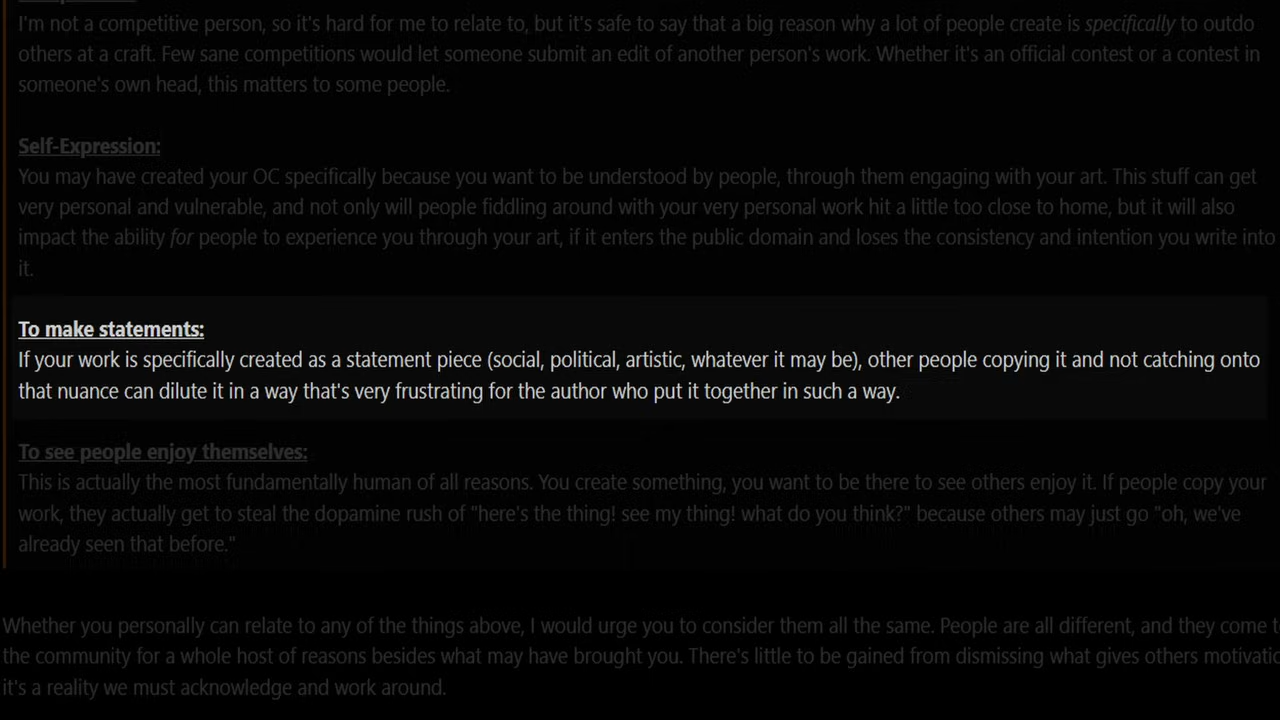 I'm not a competitive person, so it's hard for me to relate to, but it's safe to say that a big reason why a lot of people create is specifically to outdo
others at a craft. Few sane competitions would let someone submit an edit of another person's work. Whether it's an official contest or a contest in
someone's own head, this matters to some people.
Self-Expression:
You may have created your OC specifically because you want to be understood by people, through them engaging with your art. This stuff can get
very personal and vulnerable, and not only will people fiddling around with your very personal work hit a little too close to home, but it will also
impact the ability for people to experience you through your art, if it enters the public domain and loses the consistency and intention you write into
it.
To make statements:
If your work is specifically created as a statement piece (social, political, artistic, whatever it may be), other people copying it and not catching onto
that nuance can dilute it in a way that's very frustrating for the author who put it together in such a way.
To see people enjoy themselves:
This is actually the most fundamentally human of all reasons. You create something, you want to be there to see others enjoy it. If people copy your
work, they actually get to steal the dopamine rush of "here's the thing! see my thing! what do you think?" because others may just go "oh, we've
already seen that before."
Whether you personally can relate to any of the things above, I would urge you to consider them all the same. People are all different, and they come
the community for a whole host of reasons besides what may have brought you. There's little to be gained from dismissing what gives others
it's a reality we must acknowledge and work around.